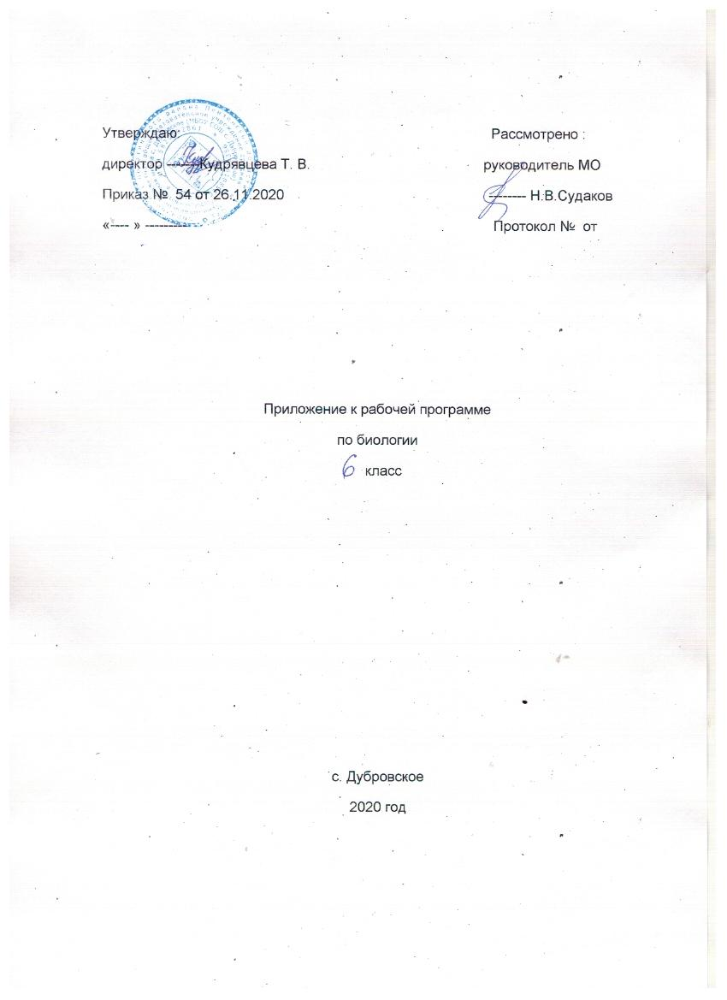 Утверждаю:
директор ------Кудрявцева Т. В.
Приказ № 54 от 26.11.2020
«---- » -----------
Рассмотрено :
руководитель МО
-------- Н.В.Судаков
Протокол № от
Приложение к рабочей программе
по биологии
6 класс
с. Дубровское
2020 год